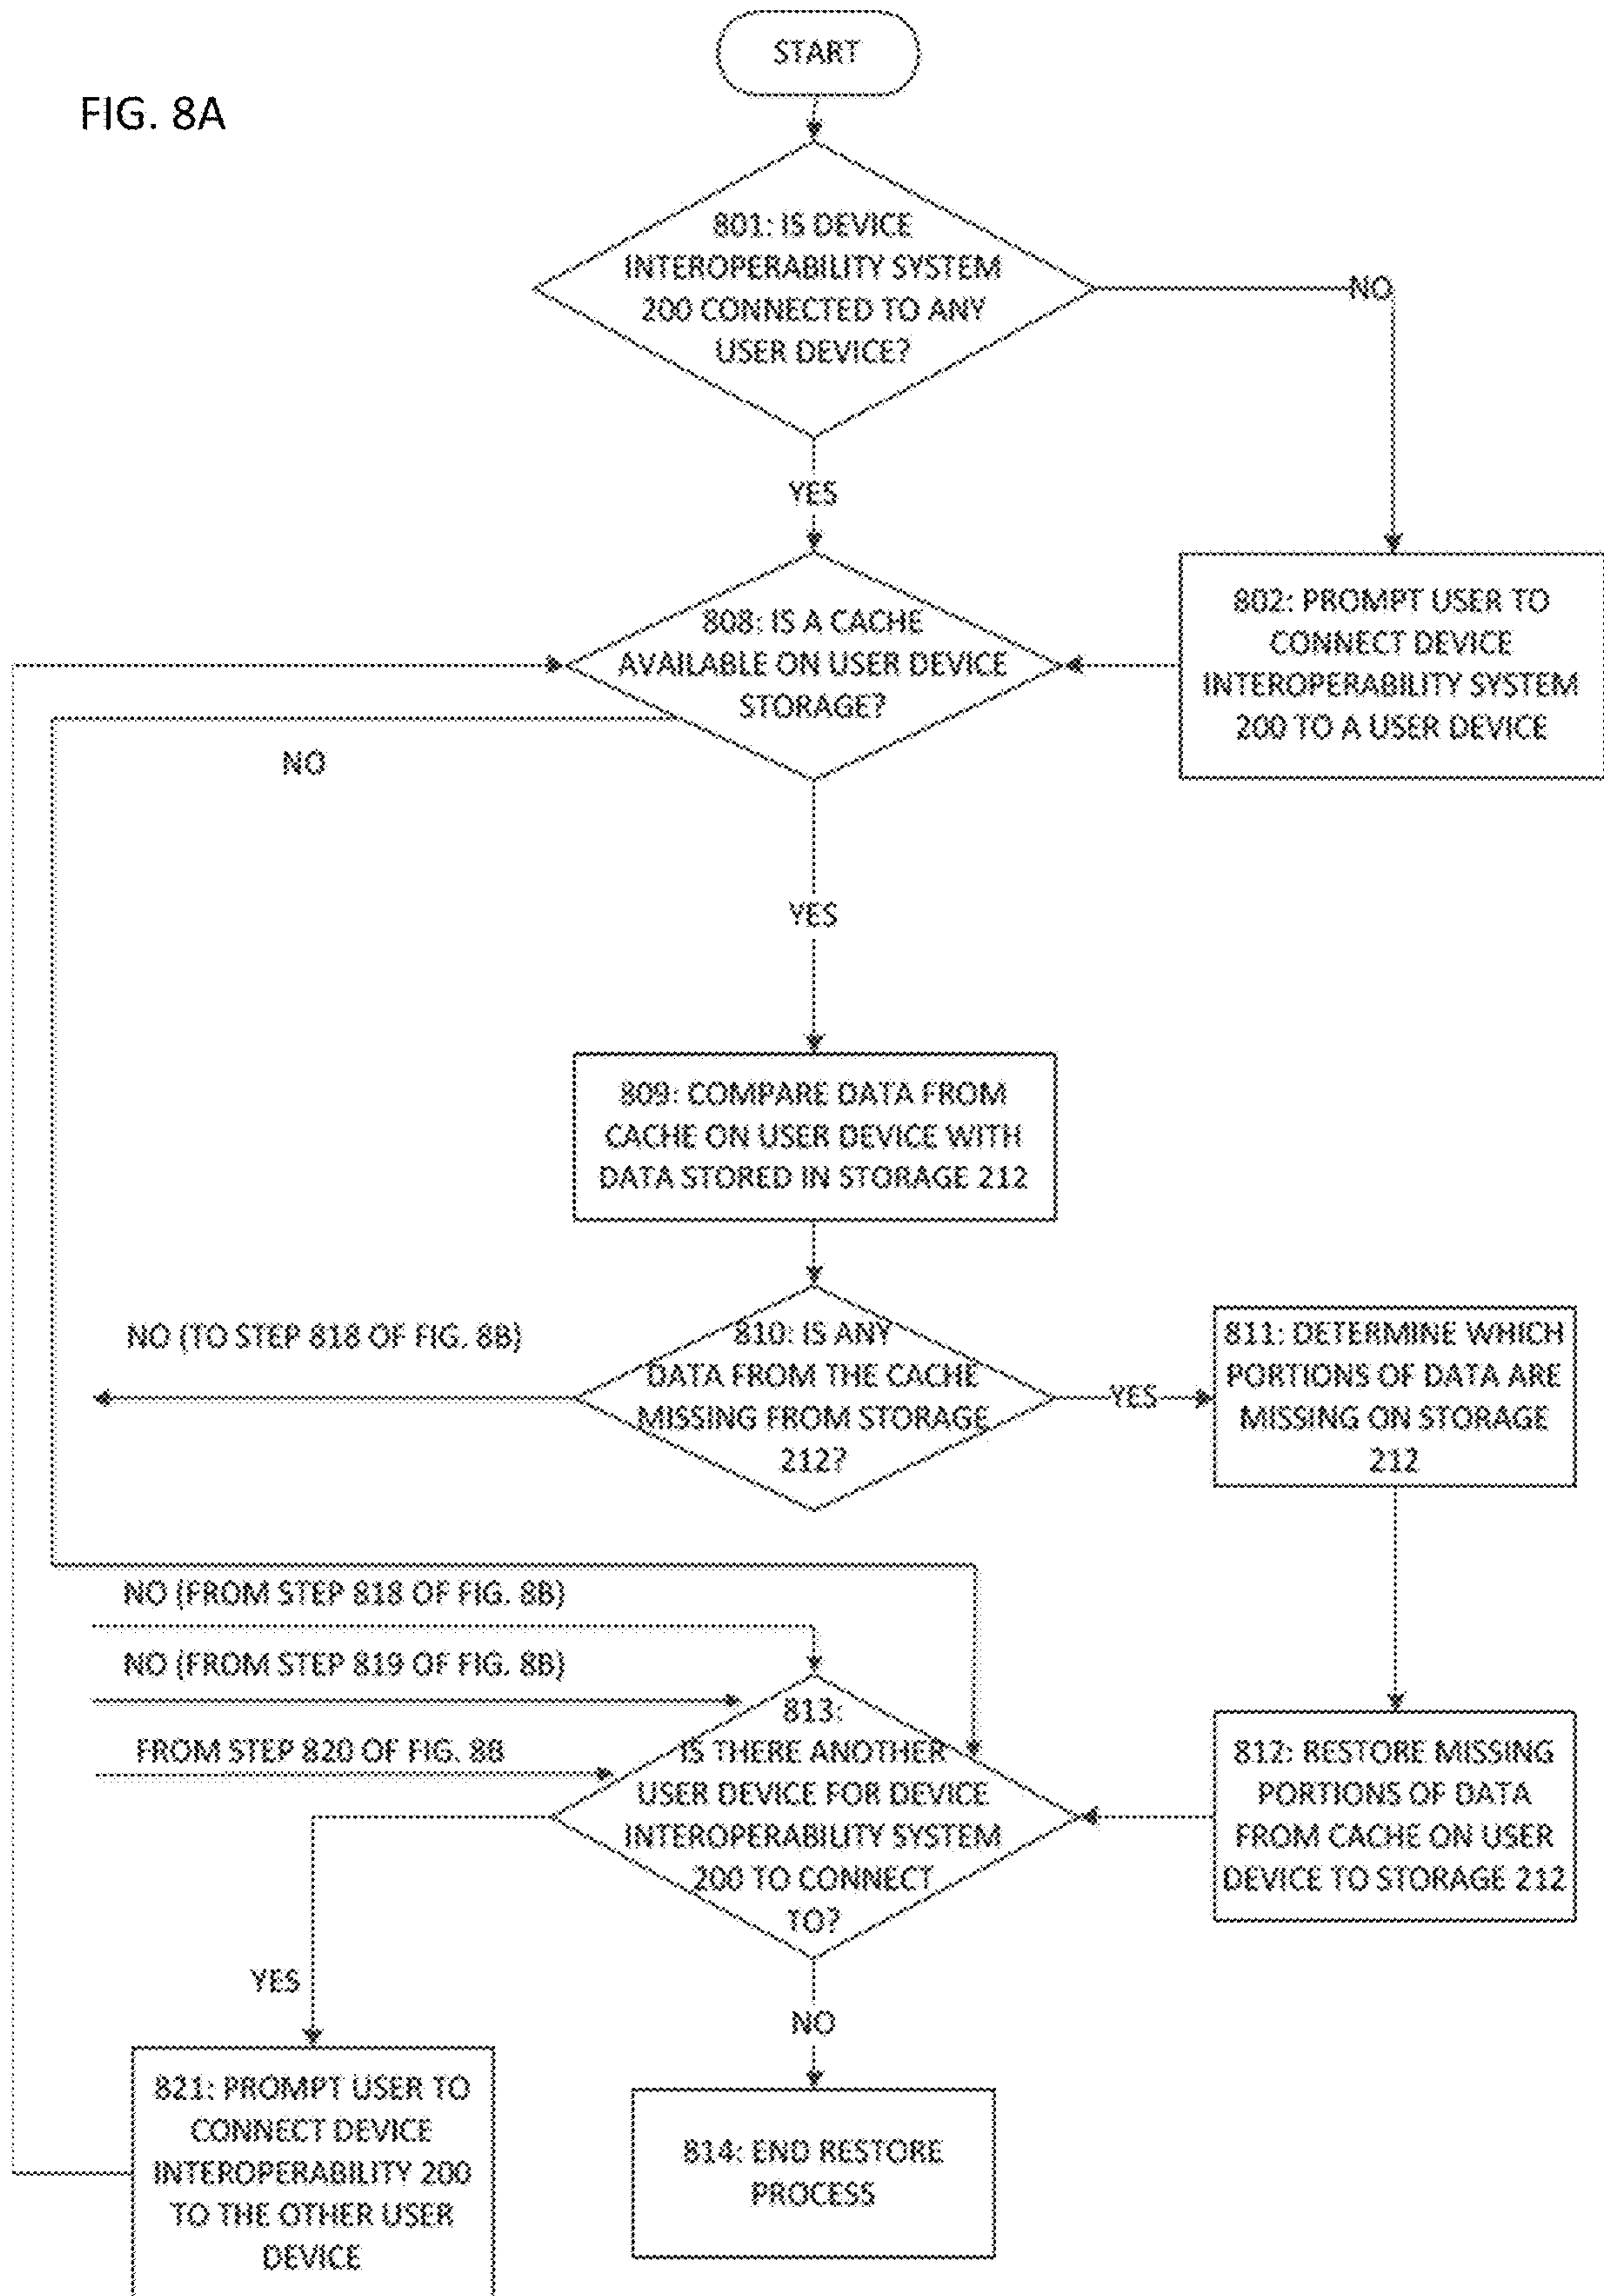 START
FIG. 8A
801: IS DEVICE
INTEROPERABILITY SYSTEM
200 CONNECTED TO ANY
USER DEVICE?
NO
YES
808: IS A CACHE
AVAILABLE ON USER DEVICE
STORAGE?
802: PROMPT USER TO
CONNECT DEVICE
INTEROPERABILITY SYSTEM
200 TO A USER DEVICE
NO
YES
809: COMPARE DATA FROM
CACHE ON USER DEVICE WITH
DATA STORED IN STORAGE 212
NO (TO STEP 818 OF FIG. 8B)
810: IS ANY
DATA FROM THE CACHE
MISSING FROM STORAGE
212?
YES
811: DETERMINE WHICH
PORTIONS OF DATA ARE
MISSING ON STORAGE
212
NO (FROM STEP 818 OF FIG. 8B)
NO (FROM STEP 819 OF FIG. 8B)
FROM STEP 820 OF FIG. 8B
813:
IS THERE ANOTHER
USER DEVICE FOR DEVICE
INTEROPERABILITY SYSTEM
200 TO CONNECT
TO?
812: RESTORE MISSING
PORTIONS OF DATA
FROM CACHE ON USER
DEVICE TO STORAGE 212
YES
NO
821: PROMPT USER TO
CONNECT DEVICE
INTEROPERABILITY 200
TO THE OTHER USER
DEVICE
814: END RESTORE
PROCESS